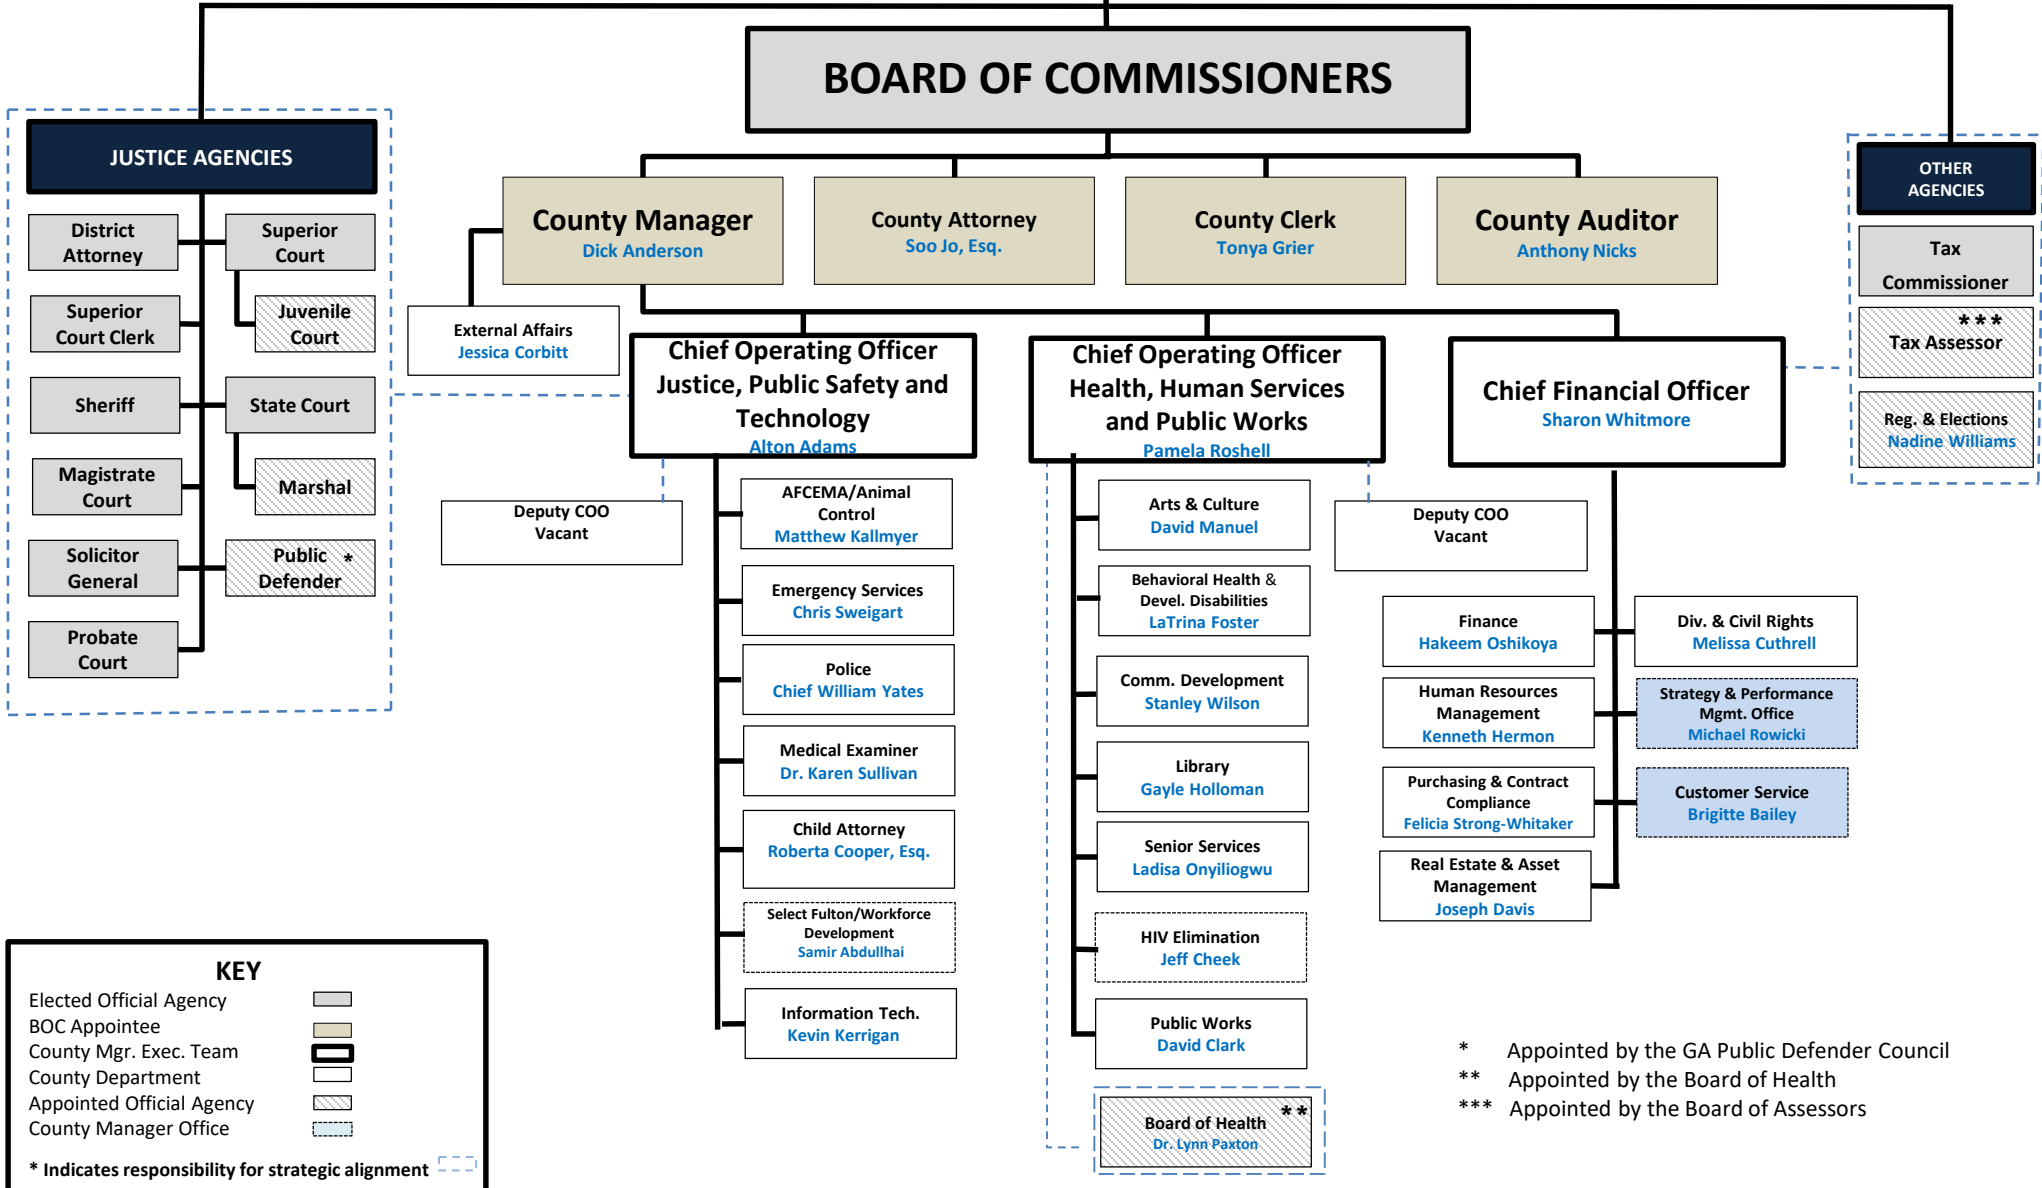 BOARD OF COMMISSIONERS
JUSTICE AGENCIES
District
Attorney
Superior
Court
Superior
Court Clerk
Juvenile
Court
Sheriff
State Court
Magistrate
Court
Marshal
Solicitor
General
Public *
Defender
Probate
Court
County Manager
Dick Anderson
County Attorney
Soo Jo, Esq.
County Clerk
Tonya Grier
County Auditor
Anthony Nicks
OTHER
AGENCIES
Tax
Commissioner
***
Tax Assessor
Reg. & Elections
Nadine Williams
External Affairs
Jessica Corbitt
Chief Operating Officer
Justice, Public Safety and
Technology
Alton Adams
Chief Operating Officer
Health, Human Services
and Public Works
Pamela Roshell
Chief Financial Officer
Sharon Whitmore
Deputy COO
Vacant
AFCEMA/Animal
Control
Matthew Kallmyer
Emergency Services
Chris Sweigart
Police
Chief William Yates
Medical Examiner
Dr. Karen Sullivan
Child Attorney
Roberta Cooper, Esq.
Select Fulton/Workforce
Development
Samir Abdullhai
Information Tech.
Kevin Kerrigan
Arts & Culture
David Manuel
Behavioral Health &
Devel. Disabilities
LaTrina Foster
Comm. Development
Stanley Wilson
Library
Gayle Holloman
Senior Services
Ladisa Onyiliogwu
HIV Elimination
Jeff Cheek
Public Works
David Clark
Board of Health **
Dr. Lynn Paxton
Deputy COO
Vacant
Finance
Hakeem Oshikoya
Div. & Civil Rights
Melissa Cuthrell
Human Resources
Management
Kenneth Hermon
Strategy & Performance
Mgmt. Office
Michael Rowicki
Purchasing & Contract
Compliance
Felicia Strong-Whitaker
Customer Service
Brigitte Bailey
Real Estate & Asset
Management
Joseph Davis
KEY
Elected Official Agency
BOC Appointee
County Mgr. Exec. Team
County Department
Appointed Official Agency
County Manager Office
* Indicates responsibility for strategic alignment
* Appointed by the GA Public Defender Council
** Appointed by the Board of Health
*** Appointed by the Board of Assessors